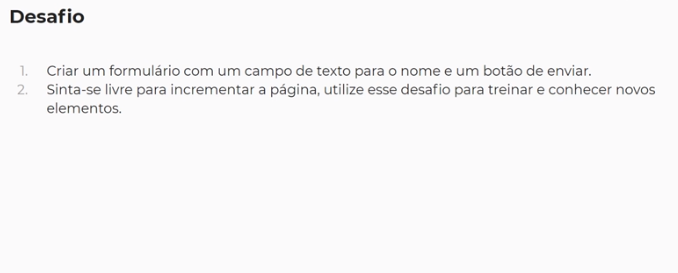 Desafio
1. Criar um formulário com um campo de texto para o nome e um botão de enviar.
2. Sinta-se livre para incrementar a página, utilize esse desafio para treinar e conhecer novos
elementos.